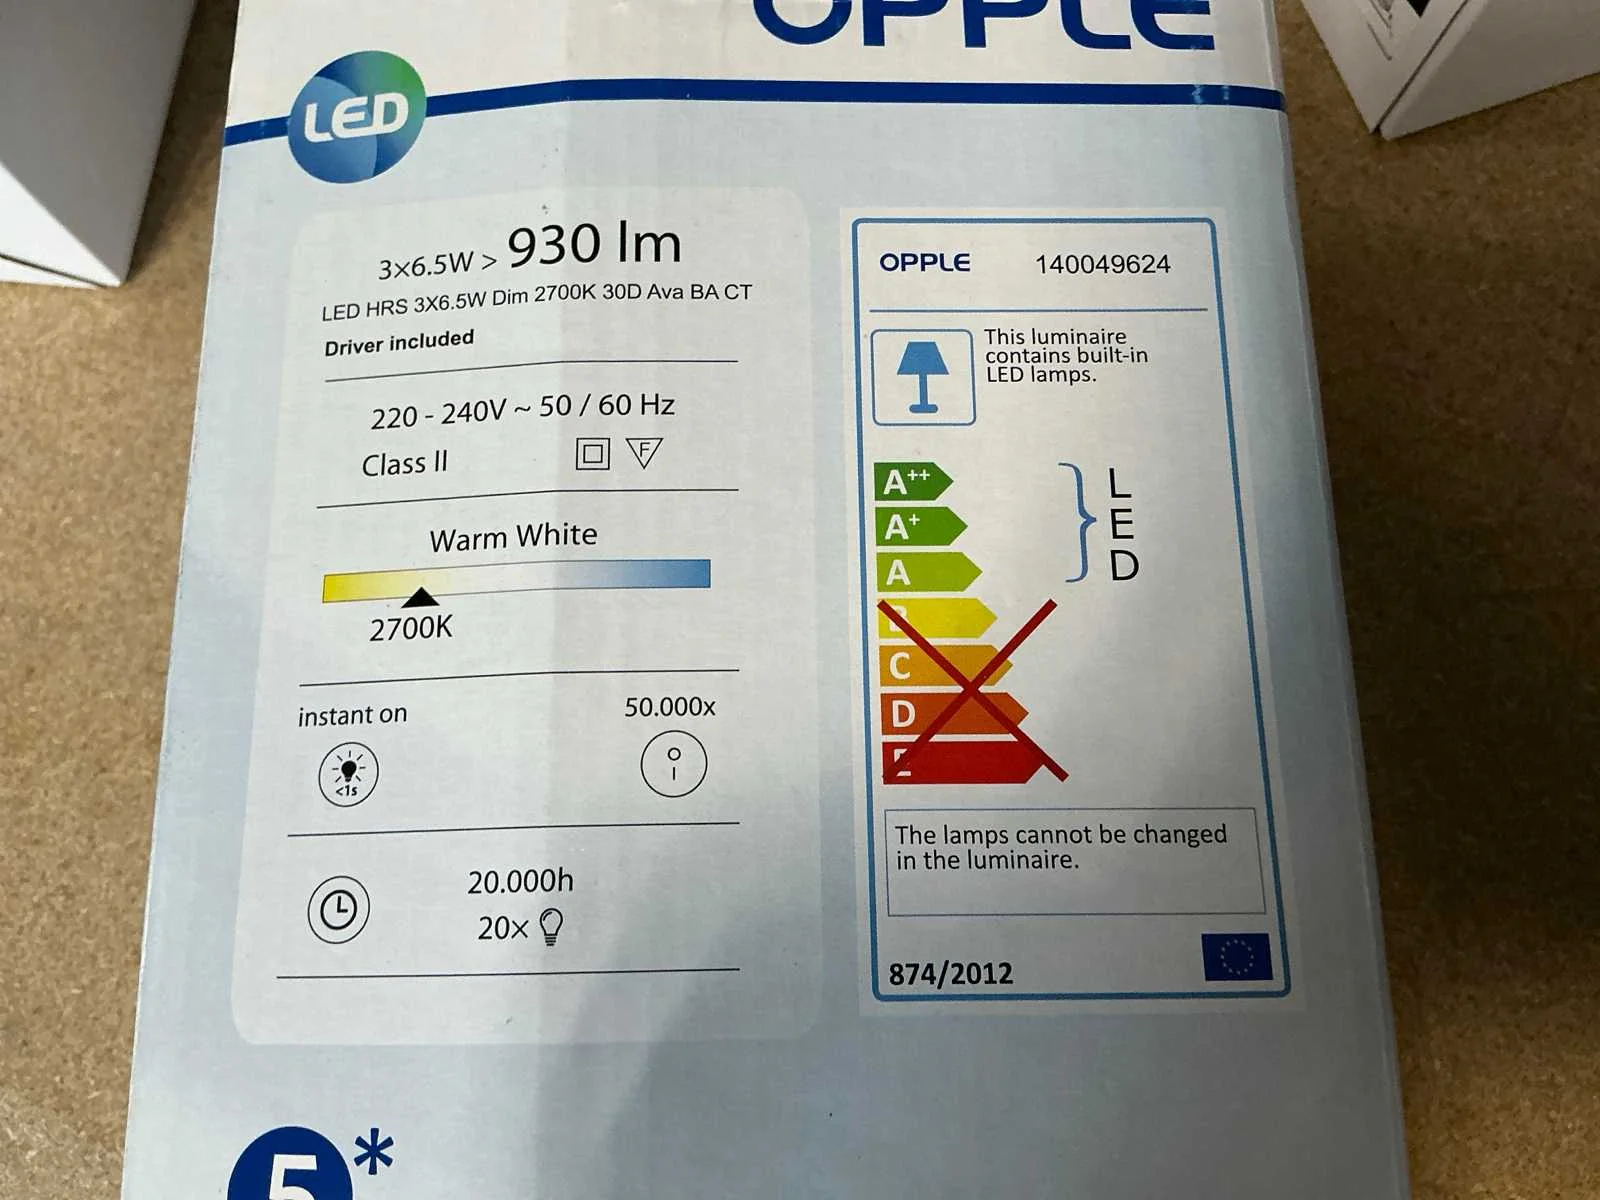 OPPLE
LED
3×6.5W > 930 lm
LED HRS 3X6.5W Dim 2700K 30D Ava BA CT
Driver included
220 - 240V ~ 50 / 60 Hz
Class II
F
Warm White
2700K
instant on
50.000x
<1s
20.000h
20x
OPPLE 140049624
This luminaire
contains built-in
LED lamps.
A++
A+
A
B
C
D
E
LED
The lamps cannot be changed
in the luminaire.
874/2012
5*